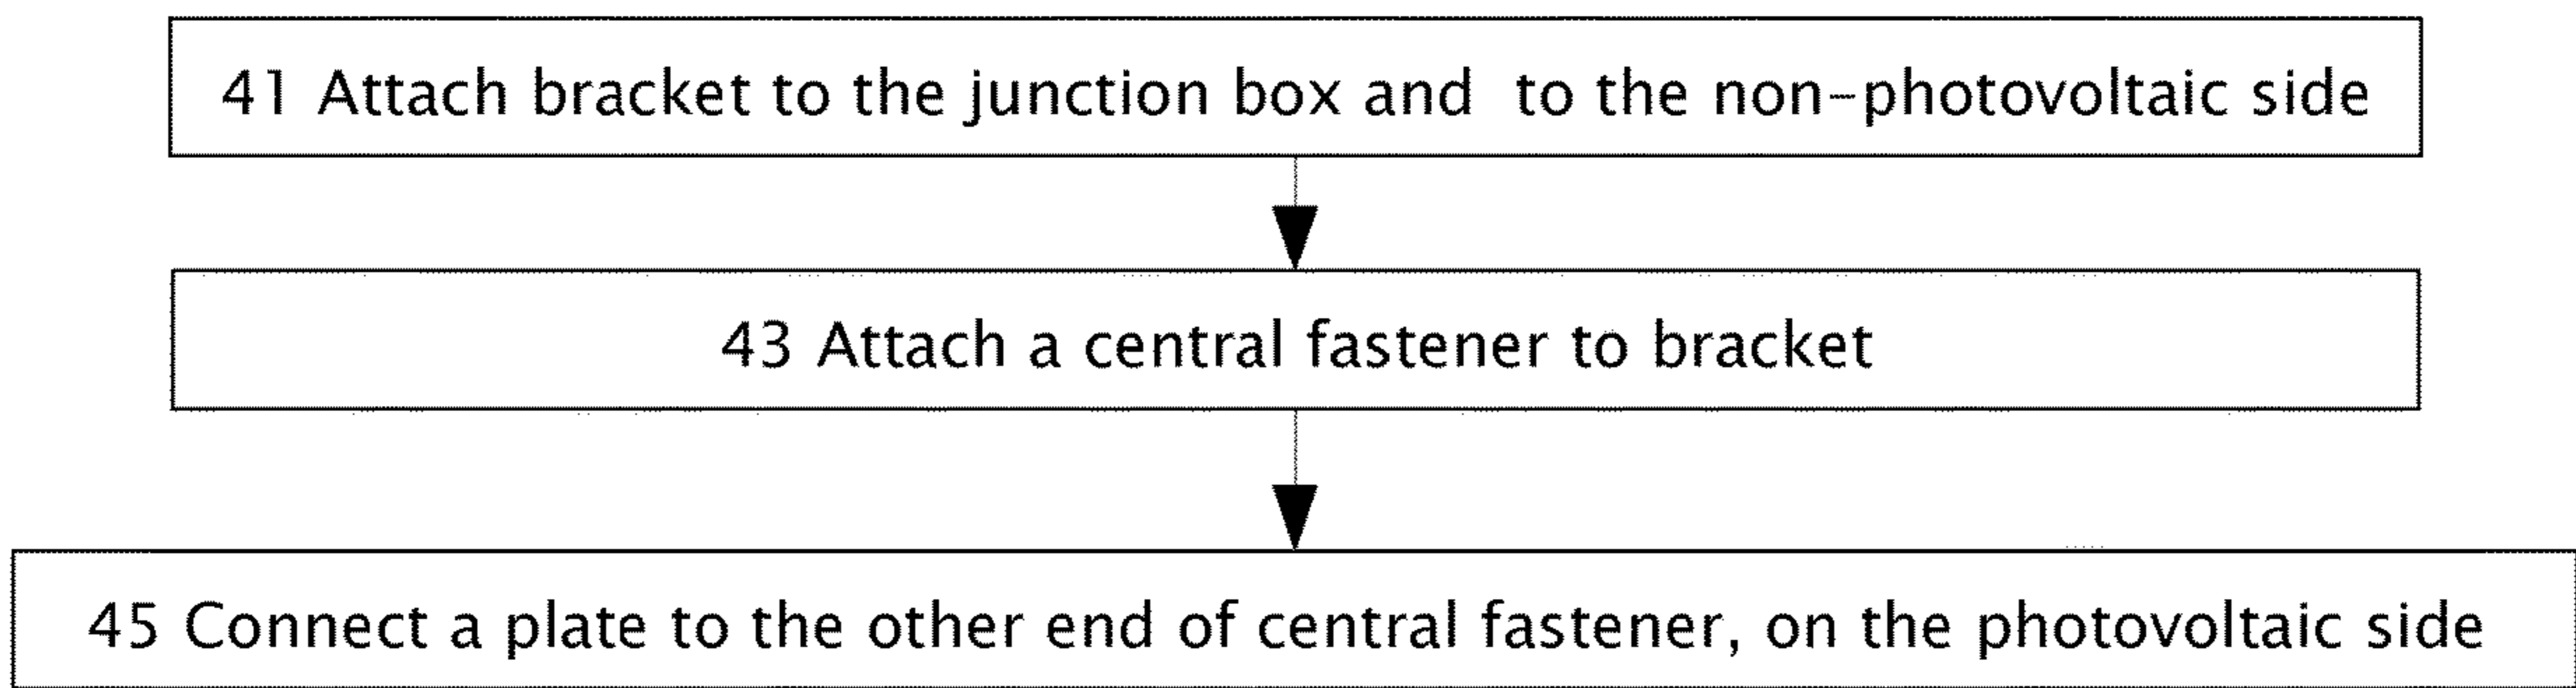 41 Attach bracket to the junction box and to the non-photovoltaic side
43 Attach a central fastener to bracket
45 Connect a plate to the other end of central fastener, on the photovoltaic side